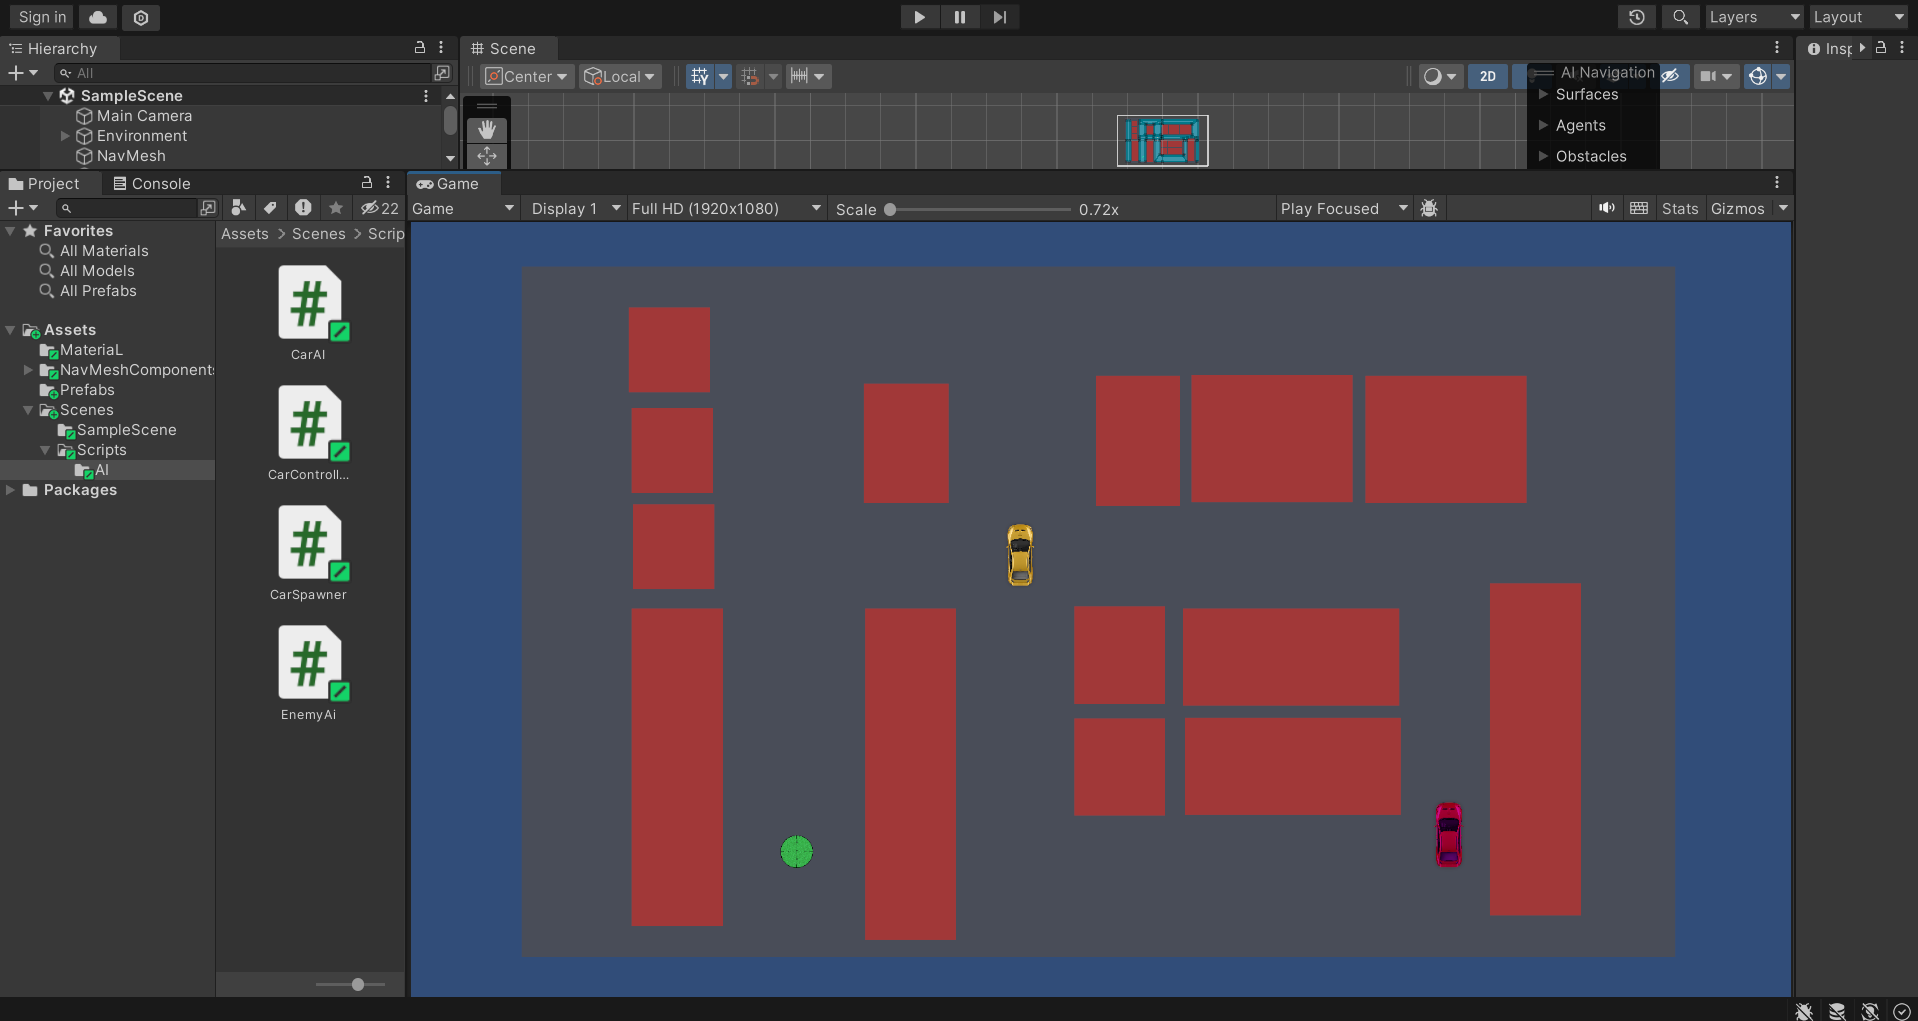 Sign in
Layers
Layout
Hierarchy
Scene
Insp
All
Center
Local
2D
AI Navigation
SampleScene
Main Camera
Environment
NavMesh
Surfaces
Agents
Obstacles
Project
Console
Game
22
Game
Display 1
Full HD (1920x1080)
Scale
0.72x
Play Focused
Stats
Gizmos
Favorites
All Materials
All Models
All Prefabs
Assets
MateriaL
NavMeshComponents
Prefabs
Scenes
SampleScene
Scripts
AI
Packages
Assets > Scenes > Scrip
CarAI
CarControll...
CarSpawner
EnemyAi